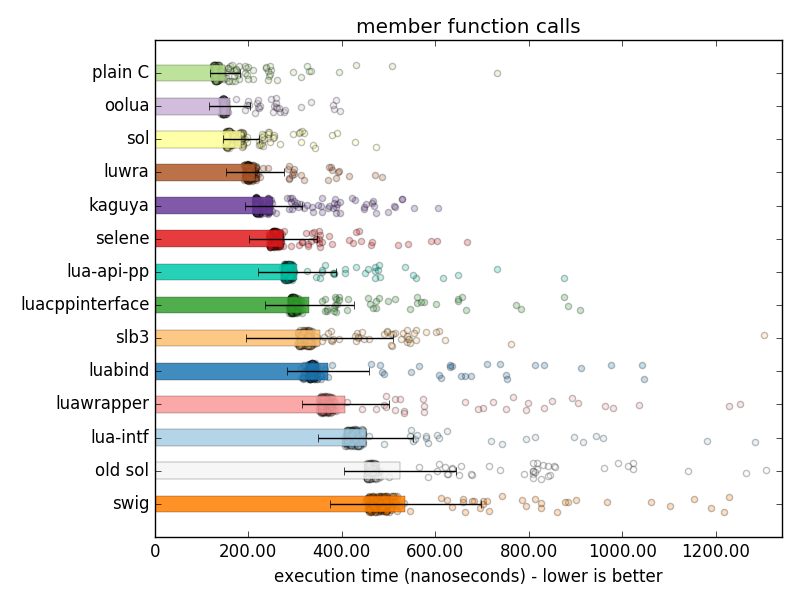 member function calls
plain C
oolua
sol
luwra
kaguya
selene
lua-api-pp
luacppinterface
slb3
luabind
luawrapper
lua-intf
old sol
swig
0 200.00 400.00 600.00 800.00 1000.00 1200.00
execution time (nanoseconds) - lower is better